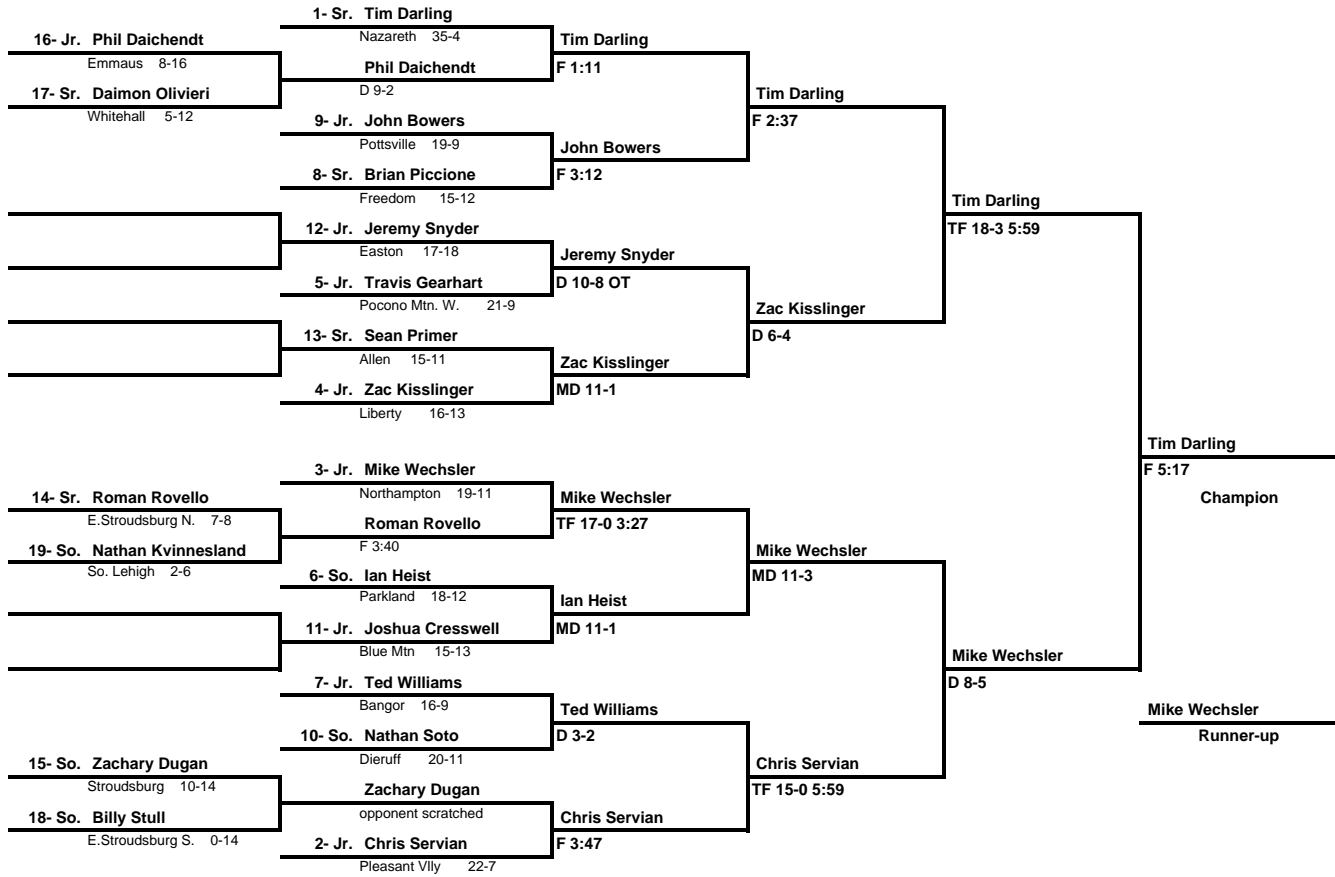 1- Sr. Tim Darling
Nazareth 35-4
16- Jr. Phil Daichendt
Emmaus 8-16
17- Sr. Daimon Olivieri
Whitehall 5-12
Phil Daichendt
D 9-2
Tim Darling
F 1:11
9- Jr. John Bowers
Pottsville 19-9
8- Sr. Brian Piccione
Freedom 15-12
John Bowers
F 3:12
Tim Darling
F 2:37
12- Jr. Jeremy Snyder
Easton 17-18
5- Jr. Travis Gearhart
Pocono Mtn. W. 21-9
Jeremy Snyder
D 10-8 OT
13- Sr. Sean Primer
Allen 15-11
4- Jr. Zac Kisslinger
Liberty 16-13
Zac Kisslinger
MD 11-1
Zac Kisslinger
D 6-4
Tim Darling
TF 18-3 5:59
3- Jr. Mike Wechsler
Northampton 19-11
14- Sr. Roman Rovello
E.Stroudsburg N. 7-8
19- So. Nathan Kvinnesland
So. Lehigh 2-6
Roman Rovello
F 3:40
Mike Wechsler
TF 17-0 3:27
6- So. Ian Heist
Parkland 18-12
11- Jr. Joshua Cresswell
Blue Mtn 15-13
Ian Heist
MD 11-1
Mike Wechsler
MD 11-3
7- Jr. Ted Williams
Bangor 16-9
10- So. Nathan Soto
Dieruff 20-11
Ted Williams
D 3-2
15- So. Zachary Dugan
Stroudsburg 10-14
18- So. Billy Stull
E.Stroudsburg S. 0-14
Zachary Dugan
opponent scratched
2- Jr. Chris Servian
Pleasant Vlly 22-7
Chris Servian
F 3:47
Chris Servian
TF 15-0 5:59
Mike Wechsler
D 8-5
Tim Darling
F 5:17
Champion
Mike Wechsler
Runner-up